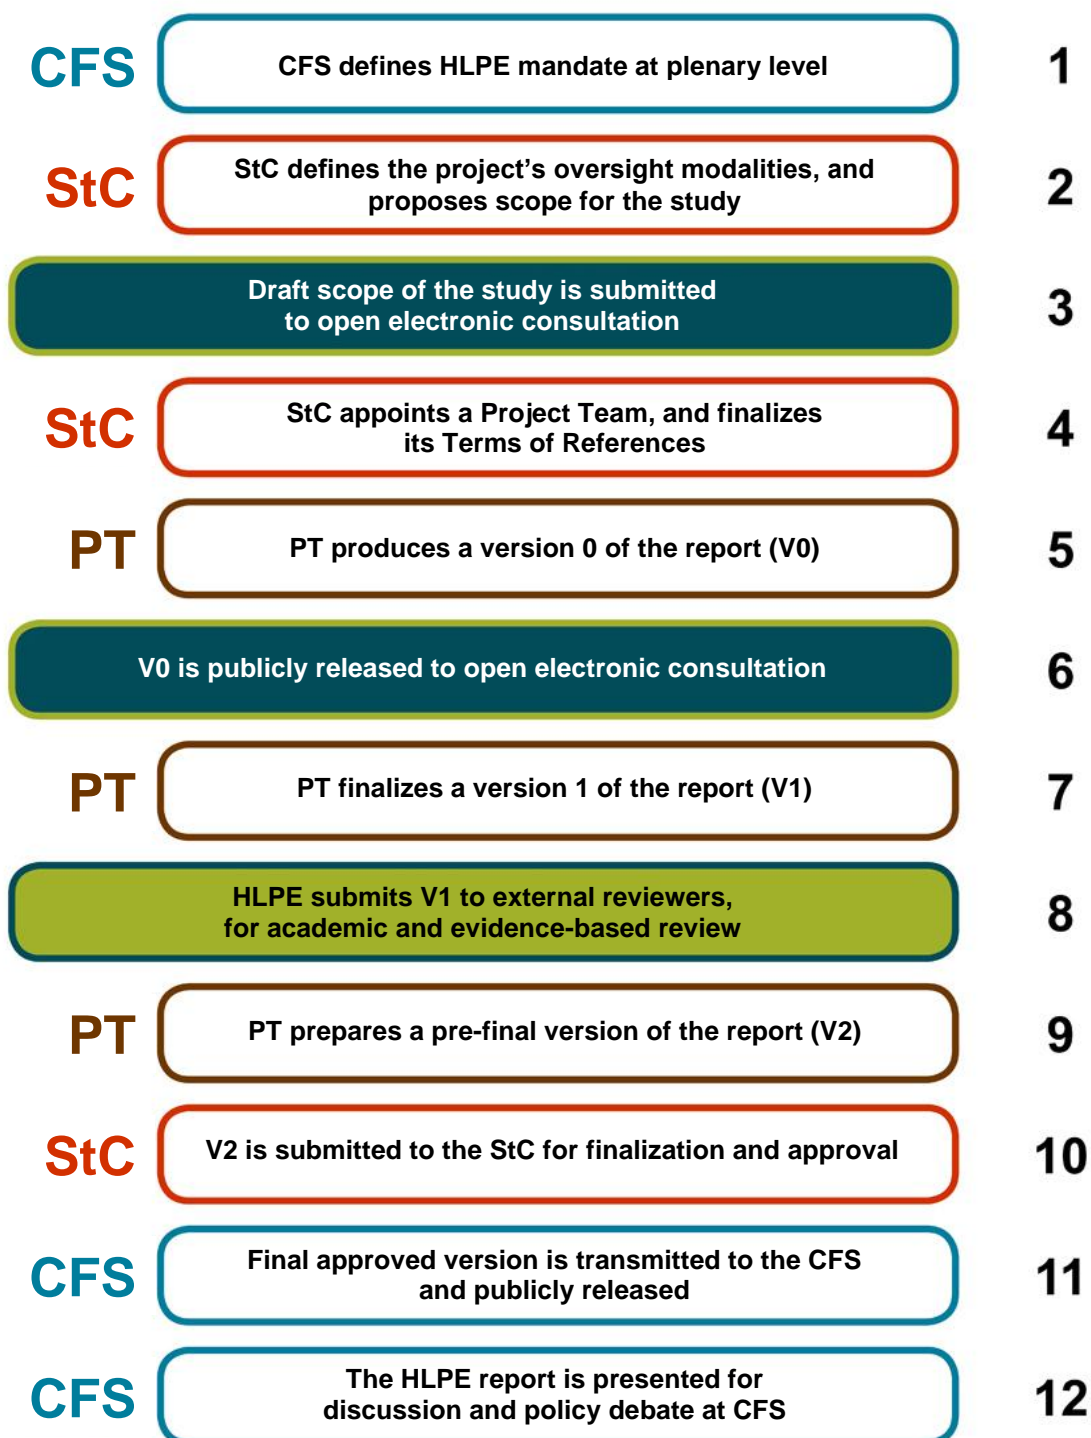 CFS
CFS defines HLPE mandate at plenary level
1
StC
StC defines the project's oversight modalities, and
proposes scope for the study
2
Draft scope of the study is submitted
to open electronic consultation
3
StC
StC appoints a Project Team, and finalizes
its Terms of References
4
PT
PT produces a version 0 of the report (V0)
5
V0 is publicly released to open electronic consultation
6
PT
PT finalizes a version 1 of the report (V1)
7
HLPE submits V1 to external reviewers,
for academic and evidence-based review
8
PT
PT prepares a pre-final version of the report (V2)
9
StC
V2 is submitted to the StC for finalization and approval
10
CFS
Final approved version is transmitted to the CFS
and publicly released
11
CFS
The HLPE report is presented for
discussion and policy debate at CFS
12